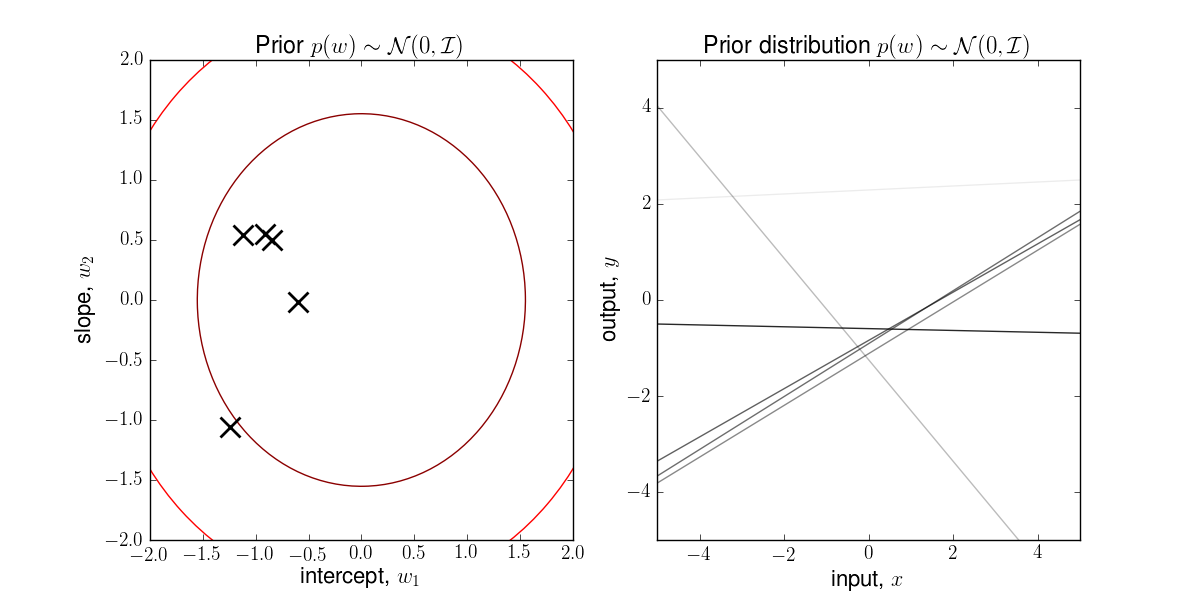 Prior p(w) ∼ 𝒩(0, ℐ)
2.0
1.5
1.0
0.5
0.0
−0.5
−1.0
−1.5
−2.0
slope, w₂
−2.0 −1.5 −1.0 −0.5 0.0 0.5 1.0 1.5 2.0
intercept, w₁
Prior distribution p(w) ∼ 𝒩(0, ℐ)
4
2
0
−2
−4
output, y
−4 −2 0 2 4
input, x